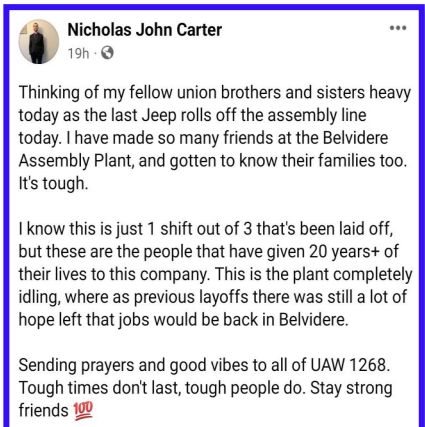 Nicholas John Carter
19h ·
Thinking of my fellow union brothers and sisters heavy
today as the last Jeep rolls off the assembly line
today. I have made so many friends at the Belvidere
Assembly Plant, and gotten to know their families too.
It's tough.
I know this is just 1 shift out of 3 that's been laid off,
but these are the people that have given 20 years+ of
their lives to this company. This is the plant completely
idling, where as previous layoffs there was still a lot of
hope left that jobs would be back in Belvidere.
Sending prayers and good vibes to all of UAW 1268.
Tough times don't last, tough people do. Stay strong
friends 💯